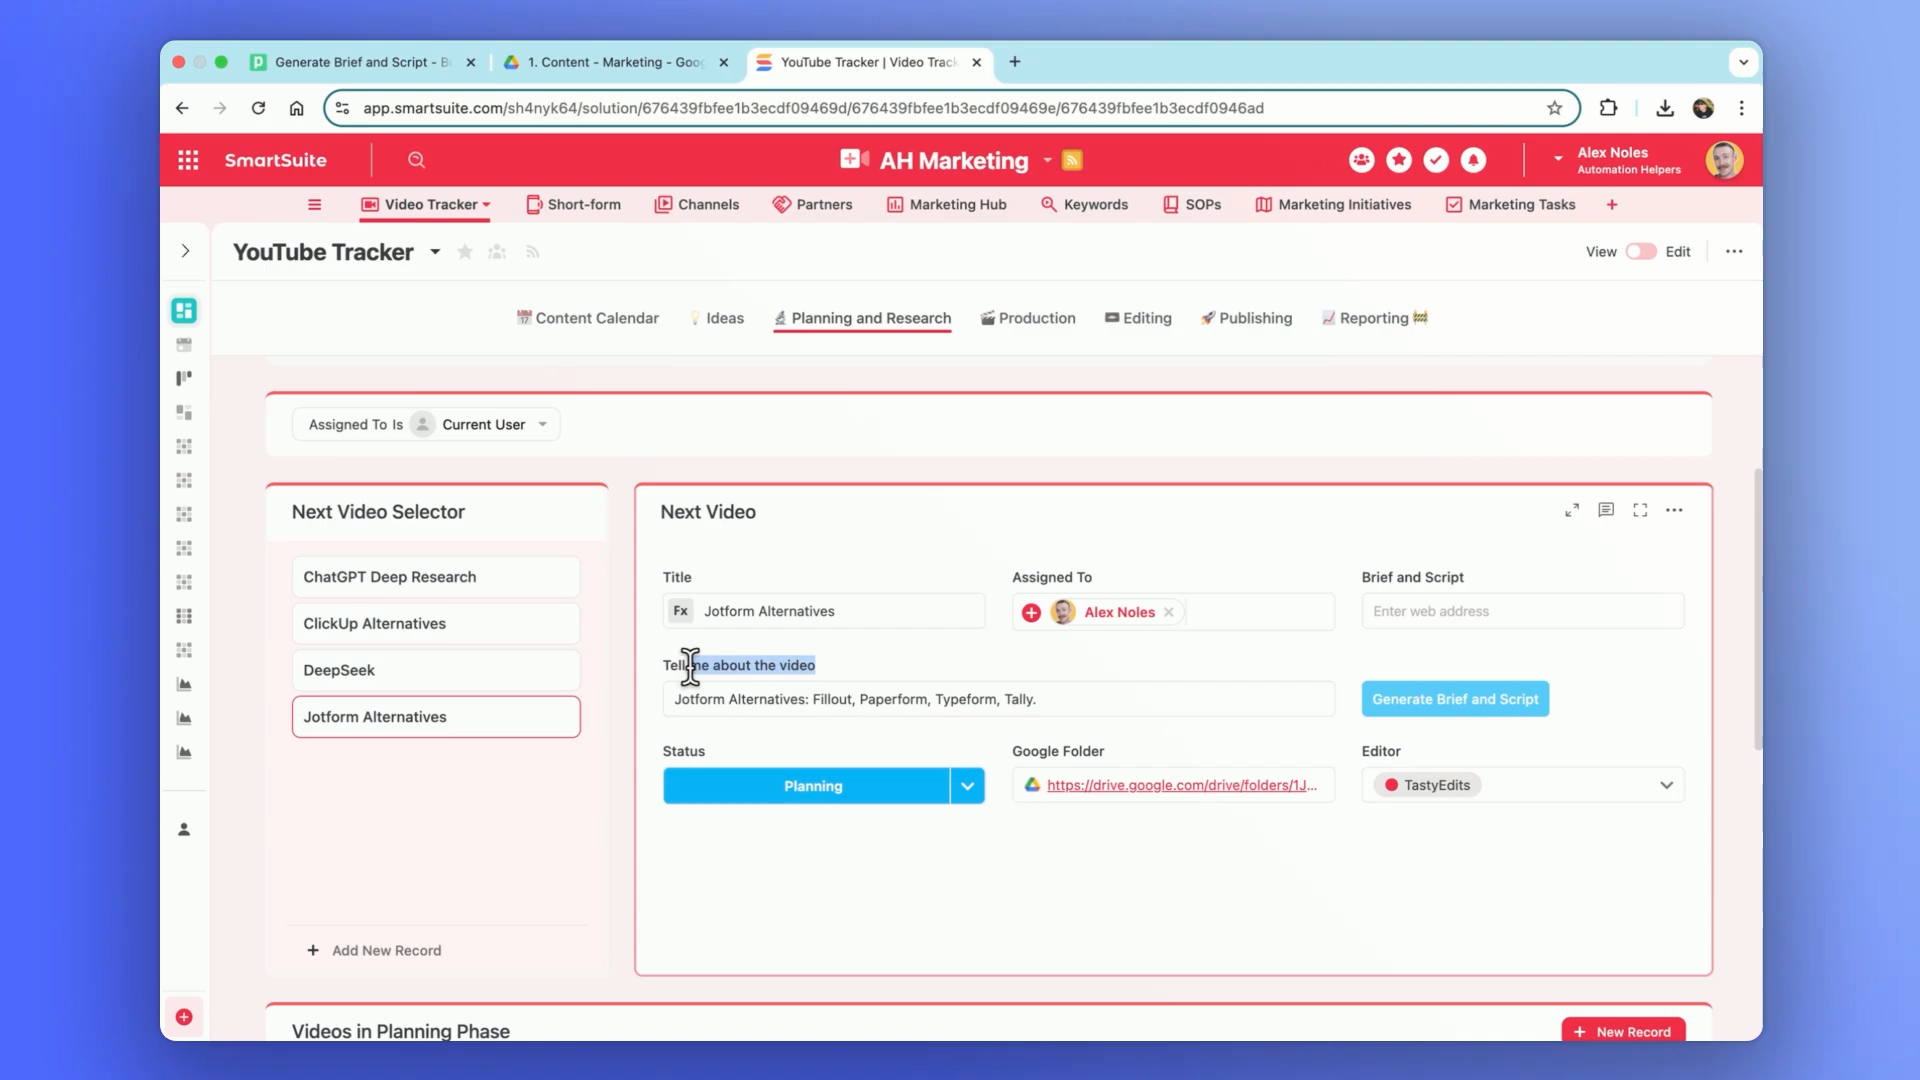 Generate Brief and Script - B
1. Content - Marketing - Goog
YouTube Tracker | Video Track
app.smartsuite.com/sh4nyk64/solution/676439fbfee1b3ecdf09469d/676439fbfee1b3ecdf09469e/676439fbfee1b3ecdf0946ad
SmartSuite
AH Marketing
Alex Noles
Automation Helpers
Video Tracker
Short-form
Channels
Partners
Marketing Hub
Keywords
SOPs
Marketing Initiatives
Marketing Tasks
YouTube Tracker
View
Edit
Content Calendar
Ideas
Planning and Research
Production
Editing
Publishing
Reporting
Assigned To Is Current User
Next Video Selector
ChatGPT Deep Research
ClickUp Alternatives
DeepSeek
Jotform Alternatives
Add New Record
Next Video
Title
Assigned To
Brief and Script
Fx Jotform Alternatives
Alex Noles
Enter web address
Tell me about the video
Jotform Alternatives: Fillout, Paperform, Typeform, Tally.
Generate Brief and Script
Status
Google Folder
Editor
Planning
https://drive.google.com/drive/folders/1J...
TastyEdits
Videos in Planning Phase
New Record